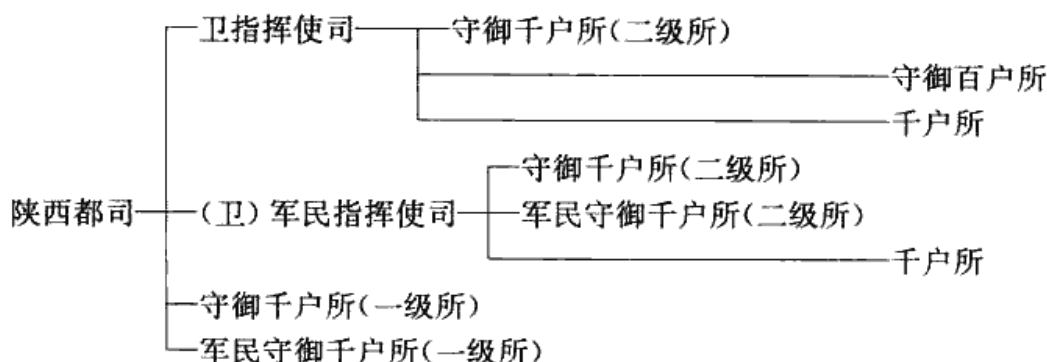 卫指挥使司 守御千户所(二级所)
守御百户所
千户所
守御千户所(二级所)
陕西都司 (卫)军民指挥使司 军民守御千户所(二级所)
千户所
守御千户所(一级所)
军民守御千户所(一级所)